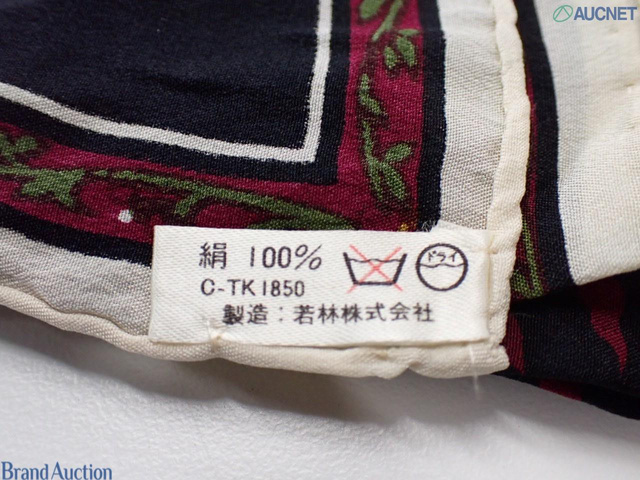 AUCNET
絹 100%
ドライ
C-TK1850
製造：若林株式会社
Brand Auction